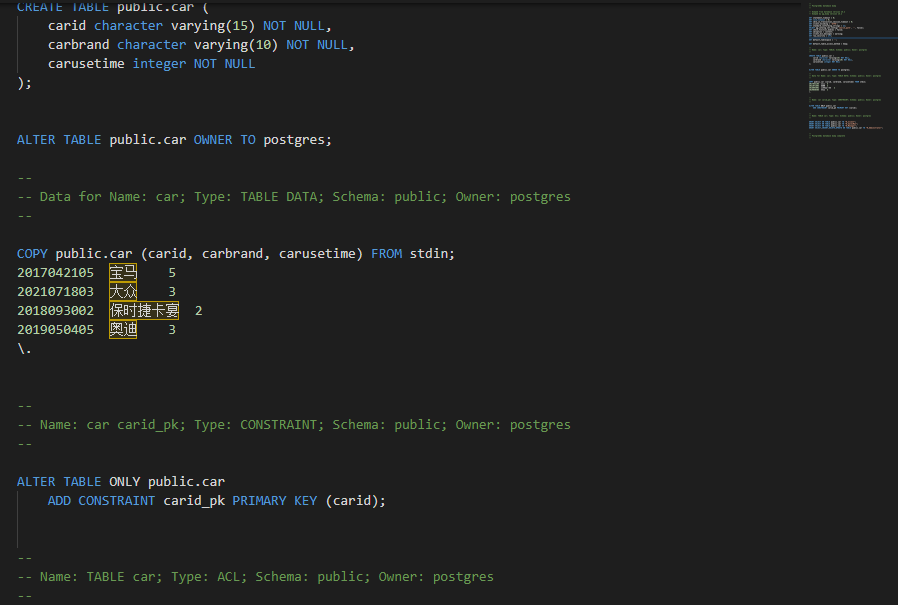 CREATE TABLE public.car (
carid character varying(15) NOT NULL,
carbrand character varying(10) NOT NULL,
carusetime integer NOT NULL
);
ALTER TABLE public.car OWNER TO postgres;
--
-- Data for Name: car; Type: TABLE DATA; Schema: public; Owner: postgres
--
COPY public.car (carid, carbrand, carusetime) FROM stdin;
2017042105 宝马 5
2021071803 大众 3
2018093002 保时捷卡宴 2
2019050405 奥迪 3
\.
--
-- Name: car carid_pk; Type: CONSTRAINT; Schema: public; Owner: postgres
--
ALTER TABLE ONLY public.car
ADD CONSTRAINT carid_pk PRIMARY KEY (carid);
--
-- Name: TABLE car; Type: ACL; Schema: public; Owner: postgres
--